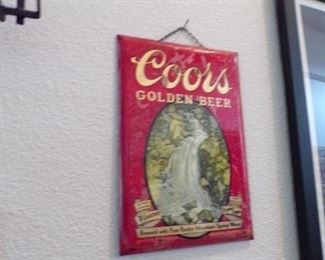 Coors
GOLDEN BEER
Brewed with Pure Rocky Mountain Spring Water